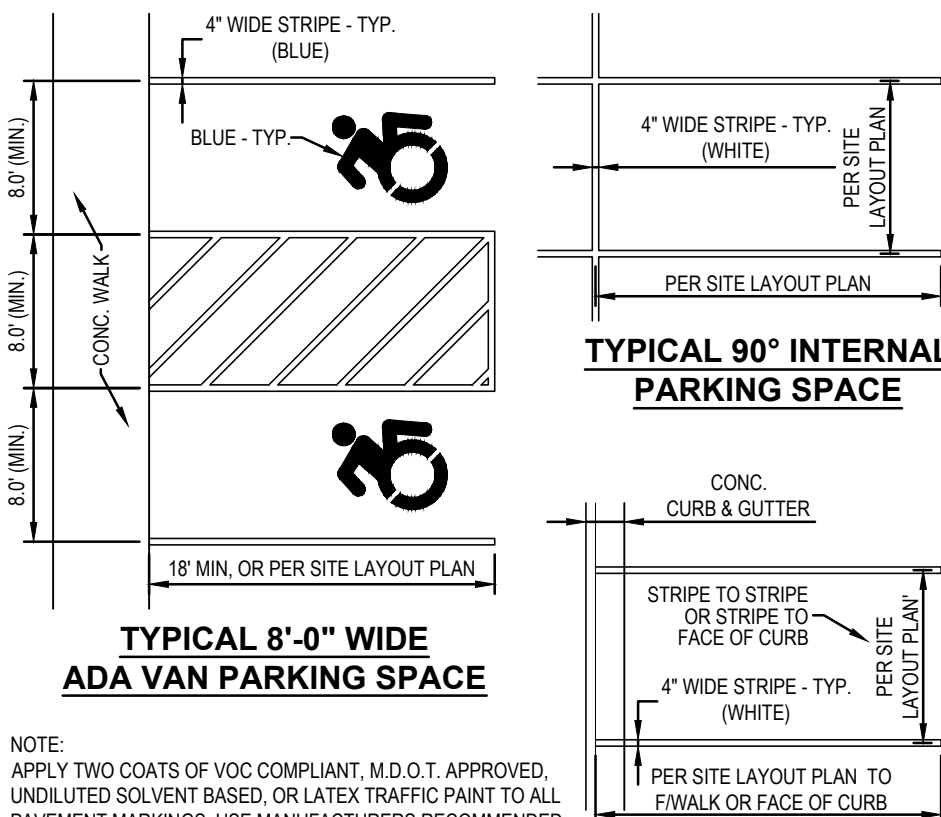 4" WIDE STRIPE - TYP.
(BLUE)
BLUE - TYP.
8.0' (MIN.)
8.0' (MIN.)
8.0' (MIN.)
CONC. WALK
18' MIN, OR PER SITE LAYOUT PLAN
TYPICAL 8'-0" WIDE
ADA VAN PARKING SPACE
4" WIDE STRIPE - TYP.
(WHITE)
PER SITE
LAYOUT PLAN
PER SITE LAYOUT PLAN
TYPICAL 90° INTERNAL
PARKING SPACE
CONC.
CURB & GUTTER
STRIPE TO STRIPE
OR STRIPE TO
FACE OF CURB
PER SITE
LAYOUT PLAN'
4" WIDE STRIPE - TYP.
(WHITE)
PER SITE LAYOUT PLAN TO
F/WALK OR FACE OF CURB
NOTE:
APPLY TWO COATS OF VOC COMPLIANT, M.D.O.T. APPROVED,
UNDILUTED SOLVENT BASED, OR LATEX TRAFFIC PAINT TO ALL
PAVEMENT MARKINGS. USE MANUFACTURERS RECOMMENDED